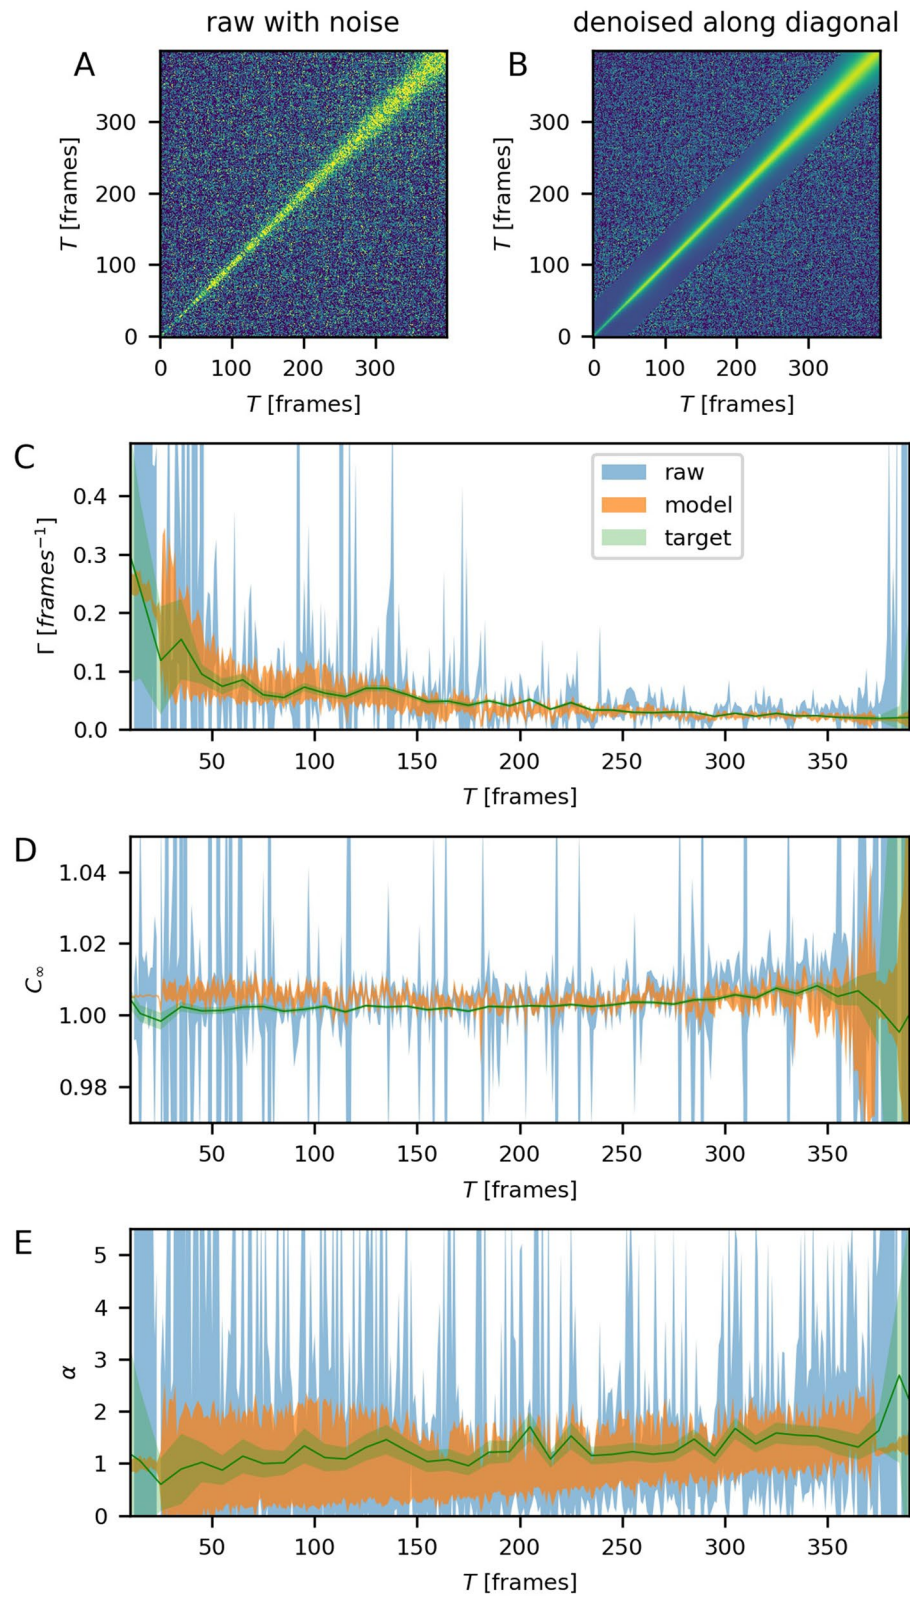 raw with noise
denoised along diagonal
A
B
300
200
100
0
T [frames]
0 100 200 300
T [frames]
300
200
100
0
T [frames]
0 100 200 300
T [frames]
C
raw
model
target
0.4
0.3
0.2
0.1
0.0
Γ [frames⁻¹]
50 100 150 200 250 300 350
T [frames]
D
1.04
1.02
1.00
0.98
C∞
50 100 150 200 250 300 350
T [frames]
E
5
4
3
2
1
0
α
50 100 150 200 250 300 350
T [frames]